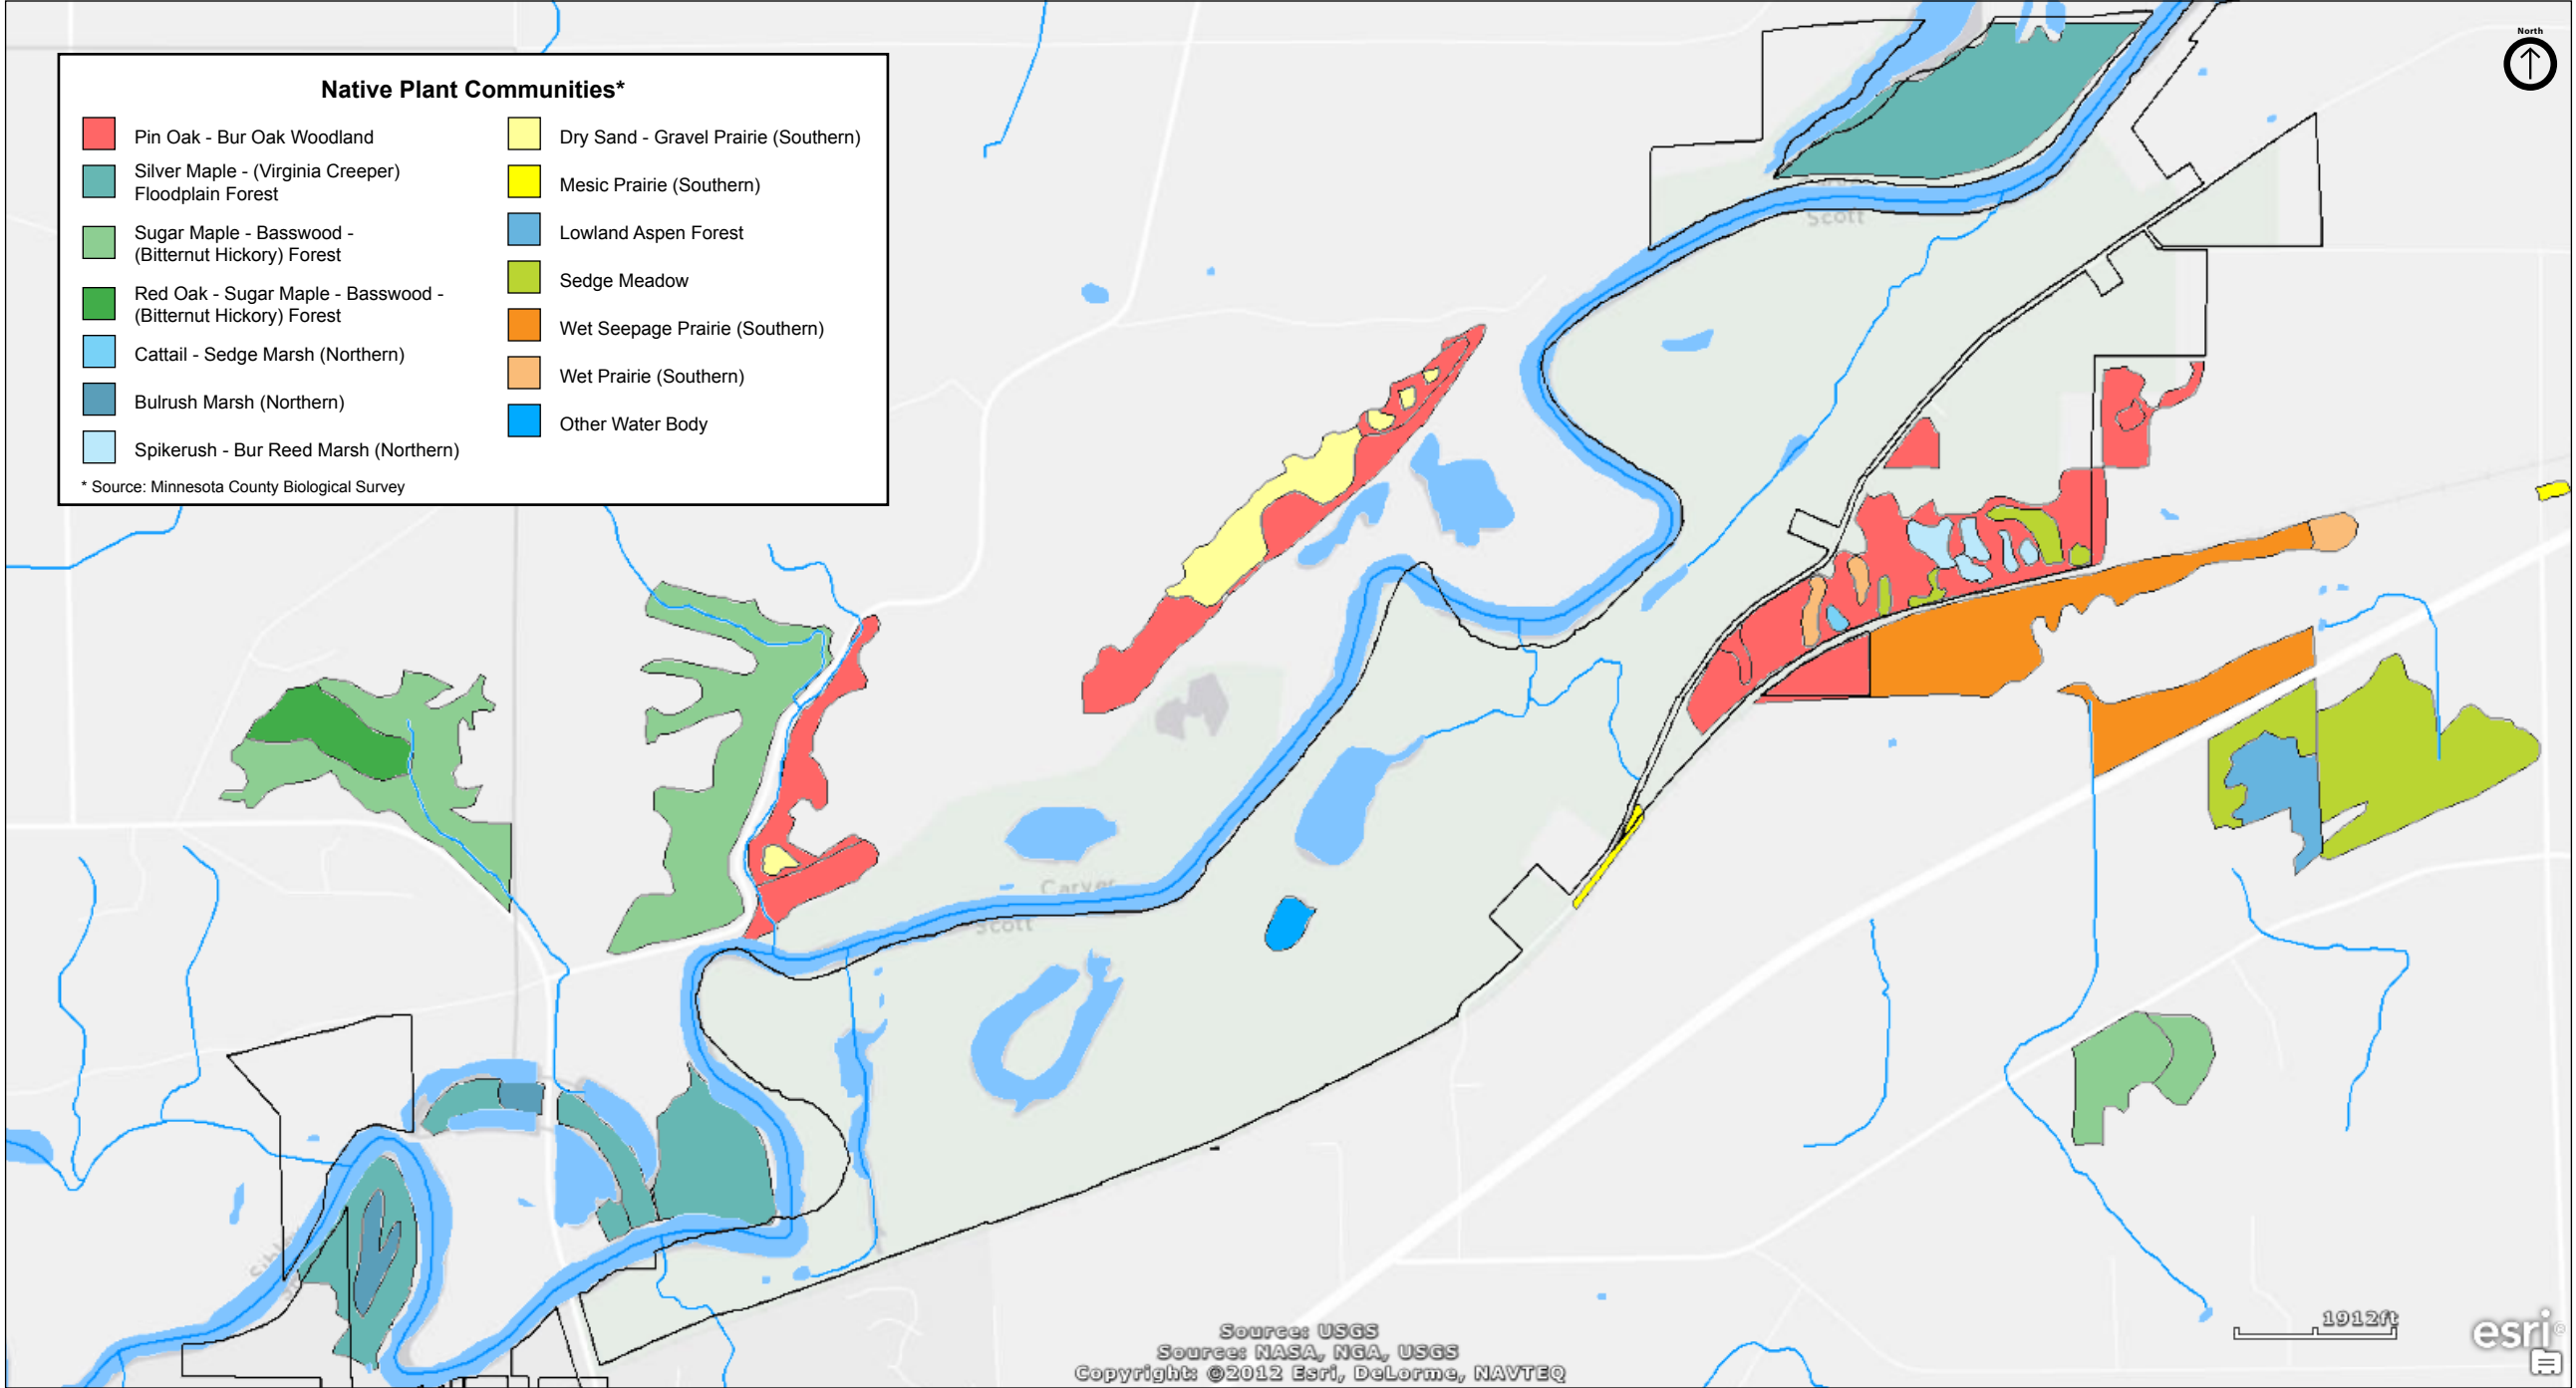 North
Native Plant Communities*
Pin Oak - Bur Oak Woodland
Silver Maple - (Virginia Creeper)
Floodplain Forest
Sugar Maple - Basswood -
(Bitternut Hickory) Forest
Red Oak - Sugar Maple - Basswood -
(Bitternut Hickory) Forest
Cattail - Sedge Marsh (Northern)
Bulrush Marsh (Northern)
Spikerush - Bur Reed Marsh (Northern)
* Source: Minnesota County Biological Survey
Dry Sand - Gravel Prairie (Southern)
Mesic Prairie (Southern)
Lowland Aspen Forest
Sedge Meadow
Wet Seepage Prairie (Southern)
Wet Prairie (Southern)
Other Water Body
Scott
Carver
Scott
1912ft
esri
Source: USGS
Source: NASA, NGA, USGS
Copyright: ©2012 Esri, DeLorme, NAVTEQ